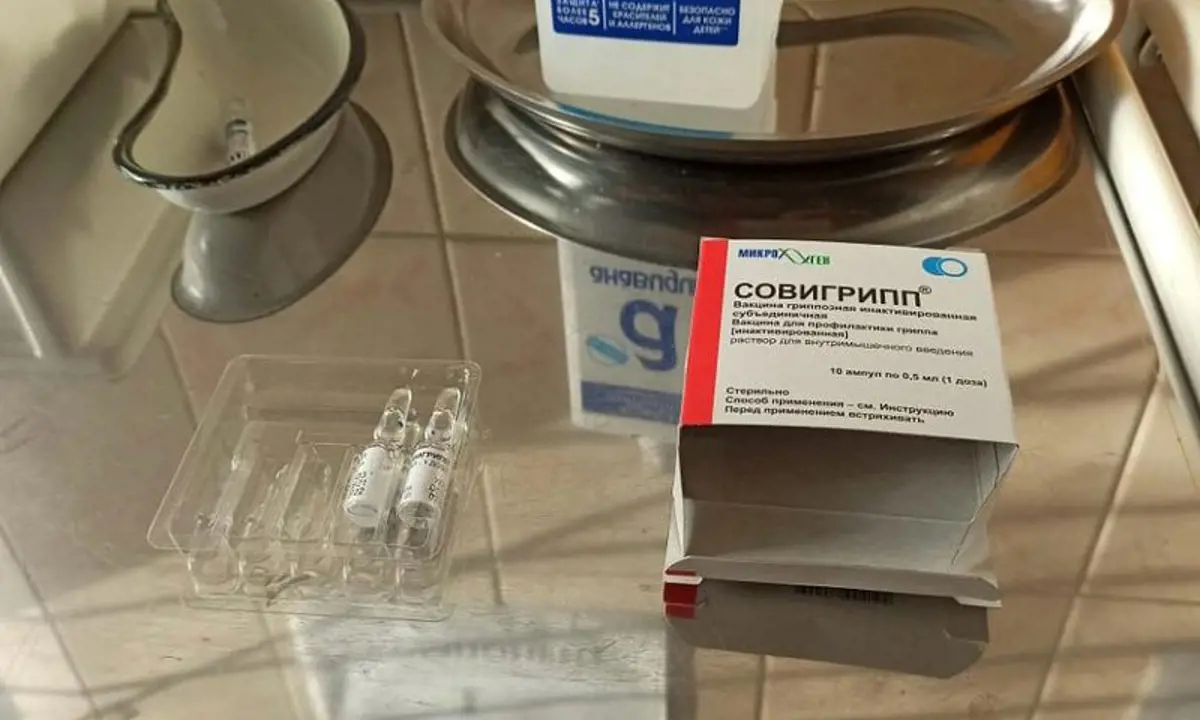 ЗАЩИТА
БОЛЕЕ
ЧАСОВ 5
НЕ СОДЕРЖИТ
КРАСИТЕЛЕЙ
И АЛЛЕРГЕНОВ
БЕЗОПАСНО
ДЛЯ КОЖИ
ДЕТЕЙ
МИКРОГЕН
СОВИГРИПП®
Вакцина гриппозная инактивированная
субъединичная
Вакцина для профилактики гриппа
[инактивированная]
раствор для внутримышечного введения
10 ампул по 0,5 мл (1 доза)
Стерильно
Способ применения – см. Инструкцию
Перед применением встряхивать